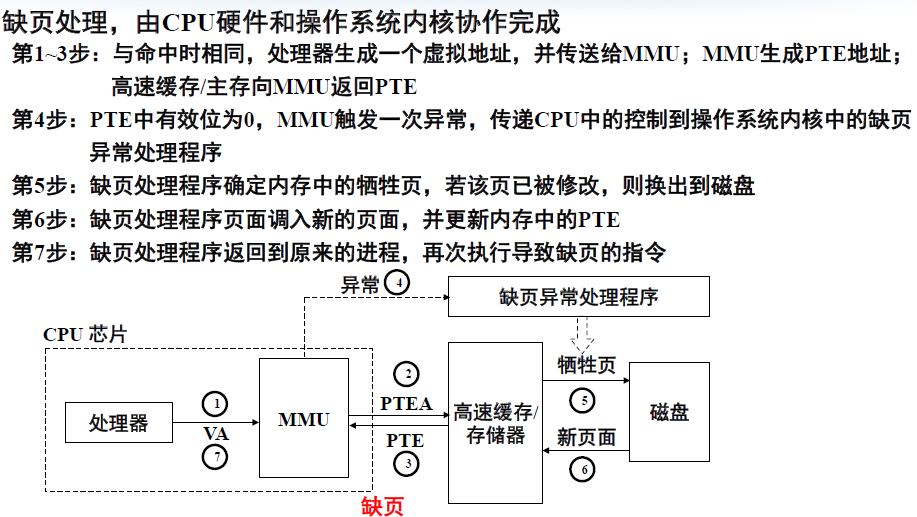 缺页处理，由CPU硬件和操作系统内核协作完成
第1~3步：与命中时相同，处理器生成一个虚拟地址，并传送给MMU；MMU生成PTE地址；
高速缓存/主存向MMU返回PTE
第4步：PTE中有效位为0，MMU触发一次异常，传递CPU中的控制到操作系统内核中的缺页
异常处理程序
第5步：缺页处理程序确定内存中的牺牲页，若该页已被修改，则换出到磁盘
第6步：缺页处理程序页面调入新的页面，并更新内存中的PTE
第7步：缺页处理程序返回到原来的进程，再次执行导致缺页的指令
异常 4
缺页异常处理程序
CPU 芯片
处理器
1
VA
7
MMU
2
PTEA
PTE
3
高速缓存/
存储器
牺牲页
5
新页面
6
磁盘
缺页